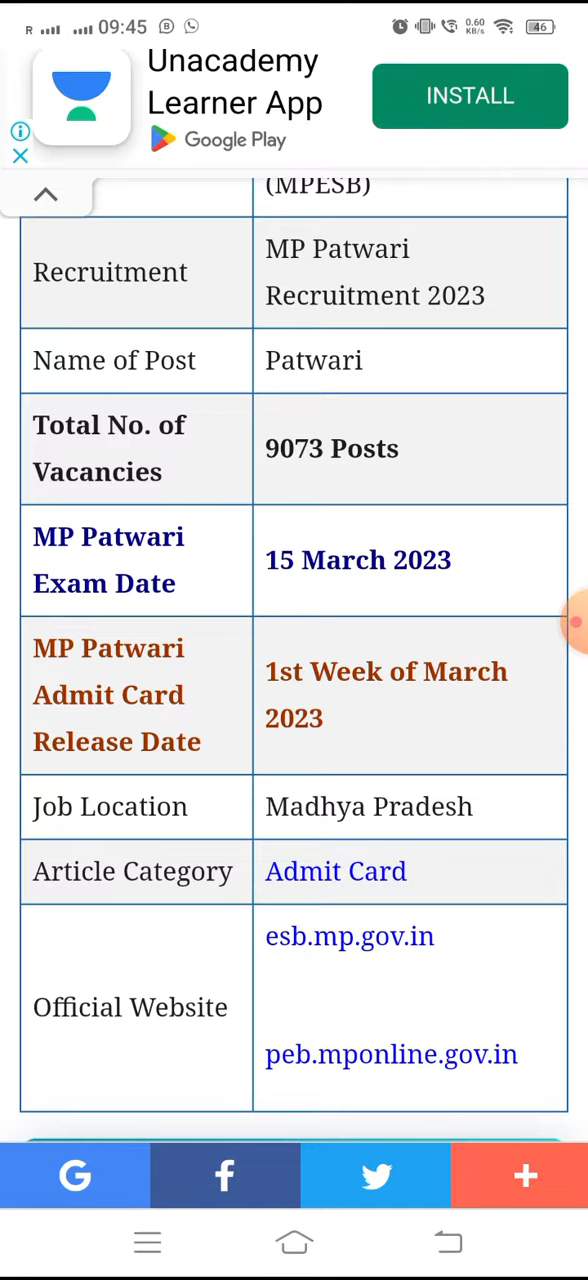 R 09:45 B 0.60 KB/s 46
Unacademy
Learner App
Google Play
INSTALL
(MPESB)
Recruitment
MP Patwari
Recruitment 2023
Name of Post
Patwari
Total No. of
Vacancies
9073 Posts
MP Patwari
Exam Date
15 March 2023
MP Patwari
Admit Card
Release Date
1st Week of March
2023
Job Location
Madhya Pradesh
Article Category
Admit Card
Official Website
esb.mp.gov.in
peb.mponline.gov.in